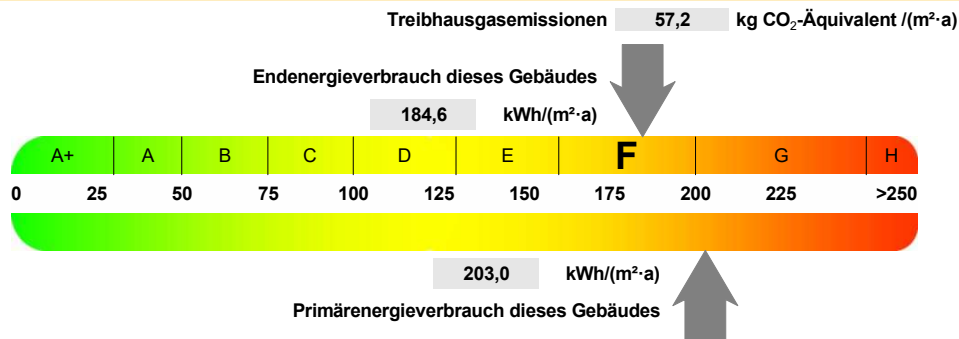 Treibhausgasemissionen 57,2 kg CO₂-Äquivalent /(m²·a)
Endenergieverbrauch dieses Gebäudes
184,6 kWh/(m²·a)
A+ A B C D E F G H
0 25 50 75 100 125 150 175 200 225 >250
203,0 kWh/(m²·a)
Primärenergieverbrauch dieses Gebäudes